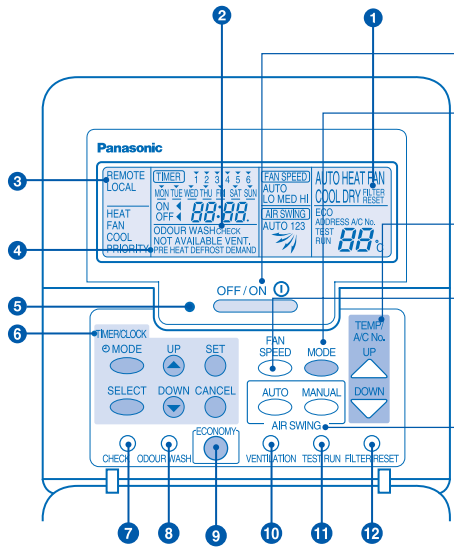 2
1
Panasonic
3
REMOTE
LOCAL
HEAT
FAN
COOL
PRIORITY
TIMER 1 2 3 4 5 6
MON TUE WED THU FRI SAT SUN
ON
OFF
88:88.
ODOUR WASH CHECK
NOT AVAILABLE VENT.
PRE HEAT DEFROST DEMAND
FAN SPEED
AUTO
LO MED HI
AIR SWING
AUTO 123
AUTO HEAT FAN
COOL DRY FILTER RESET
ECO
ADDRESS A/C No.
TEST
RUN
88°C
4
5
OFF / ON
6
TIMER/CLOCK
MODE UP SET
SELECT DOWN CANCEL
FAN
SPEED
MODE
AUTO MANUAL
AIR SWING
TEMP/
A/C No.
UP
DOWN
ECONOMY
CHECK ODOUR WASH VENTILATION TEST RUN FILTER RESET
7 8 9 10 11 12